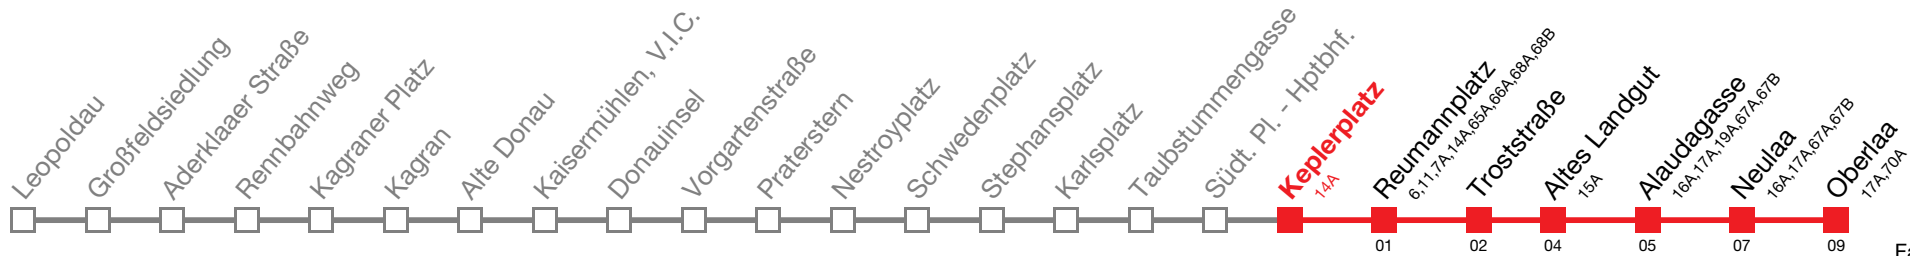 Leopoldau
Großfeldsiedlung
Aderklaaer Straße
Rennbahnweg
Kagraner Platz
Kagran
Alte Donau
Kaisermühlen, V.I.C.
Donauinsel
Vorgartenstraße
Praterstern
Nestroyplatz
Schwedenplatz
Stephansplatz
Karlsplatz
Taubstummengasse
Südt. Pl. - Hptbhf.
Keplerplatz
14A
Reumannplatz
6,11,7A,14A,65A,66A,68A,68B
01
Troststraße
02
Altes Landgut
15A
04
Alaudagasse
16A,17A,19A,67A,67B
05
Neulaa
16A,17A,67A,67B
07
Oberlaa
17A,70A
09